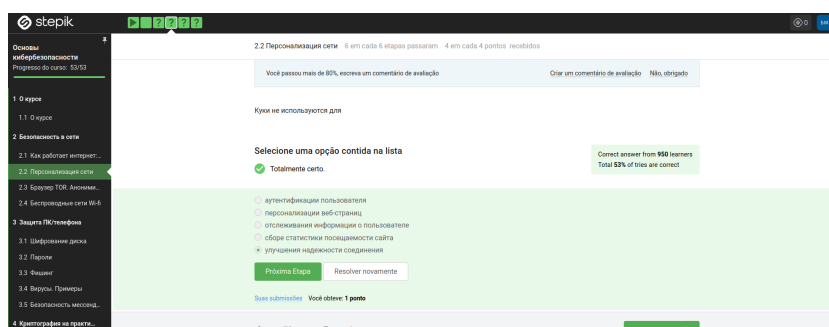 stepik
? ? ? ?
0
БМ
Основы
кибербезопасности
Progresso do curso: 53/53
1 О курсе
1.1 О курсе
2 Безопасность в сети
2.1 Как работает интернет:...
2.2 Персонализация сети
2.3 Браузер TOR. Аноними...
2.4 Беспроводные сети Wi-fi
3 Защита ПК/телефона
3.1 Шифрование диска
3.2 Пароли
3.3 Фишинг
3.4 Вирусы. Примеры
3.5 Безопасность мессенд...
4 Криптография на практи...
2.2 Персонализация сети 6 em cada 6 etapas passaram 4 em cada 4 pontos recebidos
Você passou mais de 80%, escreva um comentário de avaliação Criar um comentário de avaliação Não, obrigado
Куки не используются для
Selecione uma opção contida na lista
Totalmente certo.
Correct answer from 950 learners
Total 53% of tries are correct
аутентификации пользователя
персонализации веб-страниц
отслеживания информации о пользователе
сборе статистики посещаемости сайта
улучшения надежности соединения
Próxima Etapa Resolver novamente
Suas submissões Você obteve: 1 ponto